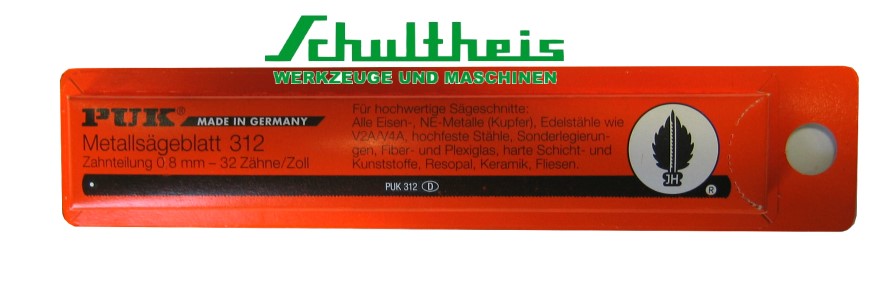 Schultheis
WERKZEUGE UND MASCHINEN
PUK® MADE IN GERMANY
Metallsägeblatt 312
Zahnteilung 0,8 mm – 32 Zähne/Zoll
Für hochwertige Sägeschnitte:
Alle Eisen-, NE-Metalle (Kupfer), Edelstähle wie
V2A/V4A, hochfeste Stähle, Sonderlegierun-
gen, Fiber- und Plexiglas, harte Schicht- und
Kunststoffe, Resopal, Keramik, Fliesen.
PUK 312 D
JH
®